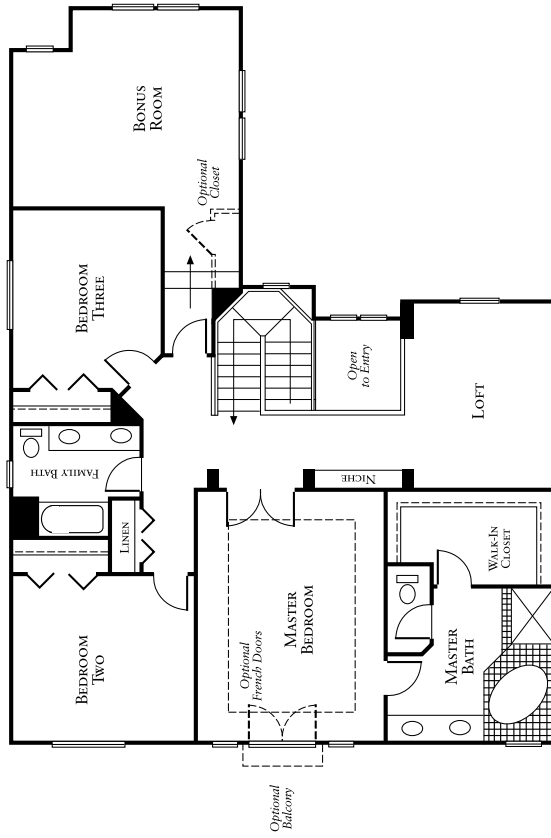 BONUS
ROOM
Optional
Closet
BEDROOM
THREE
Open
to Entry
LOFT
FAMILY BATH
NICHE
LINEN
WALK-IN
CLOSET
MASTER
BEDROOM
BEDROOM
TWO
Optional
French Doors
MASTER
BATH
Optional
Balcony